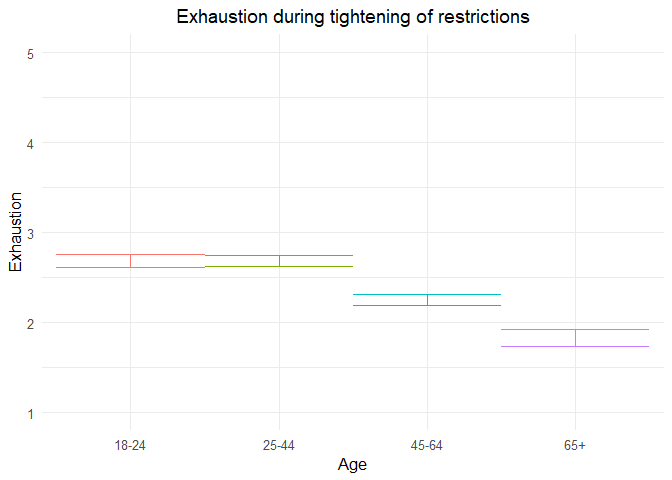 Exhaustion during tightening of restrictions
5
4
3
2
1
Exhaustion
18-24 25-44 45-64 65+
Age